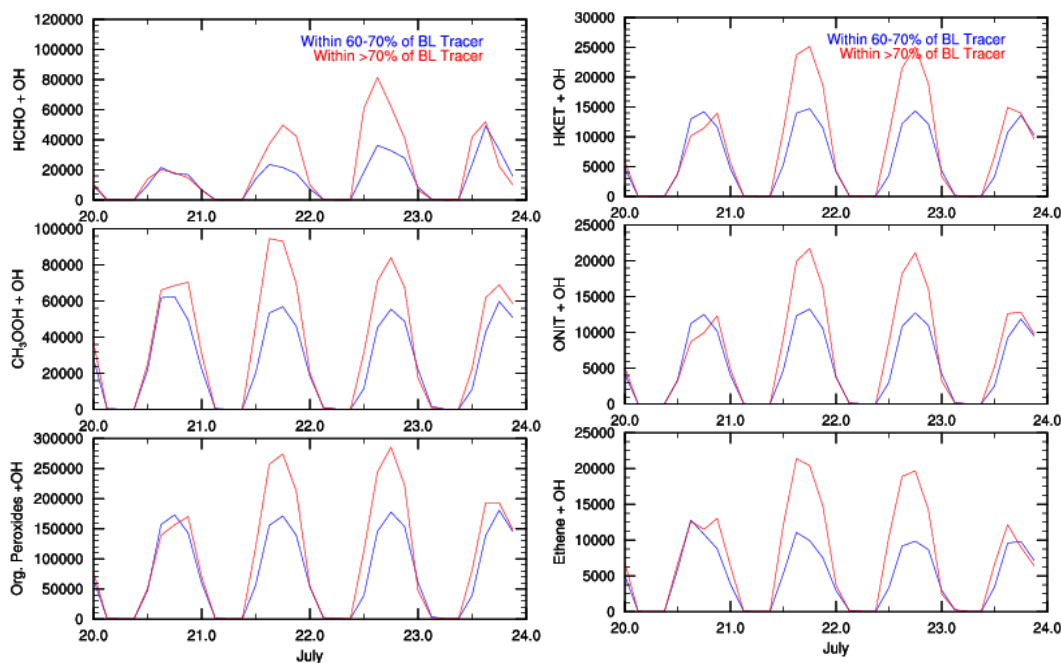 120000
100000
80000
60000
40000
20000
0
HCHO + OH
Within 60-70% of BL Tracer
Within >70% of BL Tracer
20.0 21.0 22.0 23.0 24.0
100000
80000
60000
40000
20000
0
CH₃OOH + OH
20.0 21.0 22.0 23.0 24.0
300000
250000
200000
150000
100000
50000
0
Org. Peroxides +OH
20.0 21.0 22.0 23.0 24.0
July
30000
25000
20000
15000
10000
5000
0
HKET + OH
Within 60-70% of BL Tracer
Within >70% of BL Tracer
20.0 21.0 22.0 23.0 24.0
25000
20000
15000
10000
5000
0
ONIT + OH
20.0 21.0 22.0 23.0 24.0
25000
20000
15000
10000
5000
0
Ethene + OH
20.0 21.0 22.0 23.0 24.0
July